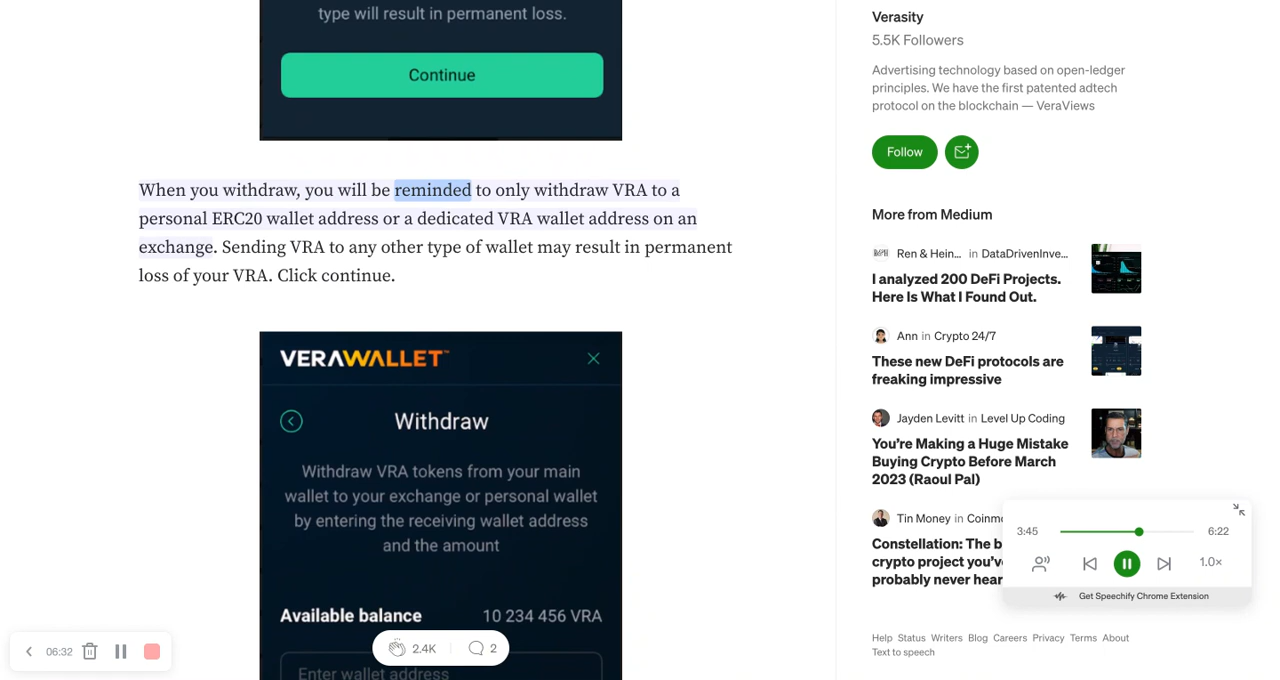 type will result in permanent loss.
Continue
When you withdraw, you will be reminded to only withdraw VRA to a
personal ERC20 wallet address or a dedicated VRA wallet address on an
exchange. Sending VRA to any other type of wallet may result in permanent
loss of your VRA. Click continue.
VERAWALLET™
Withdraw
Withdraw VRA tokens from your main
wallet to your exchange or personal wallet
by entering the receiving wallet address
and the amount
Available balance 10 234 456 VRA
Enter wallet address
2.4K 2
06:32
Verasity
5.5K Followers
Advertising technology based on open-ledger
principles. We have the first patented adtech
protocol on the blockchain — VeraViews
Follow
More from Medium
Ren & Hein... in DataDrivenInve...
I analyzed 200 DeFi Projects.
Here Is What I Found Out.
Ann in Crypto 24/7
These new DeFi protocols are
freaking impressive
Jayden Levitt in Level Up Coding
You’re Making a Huge Mistake
Buying Crypto Before March
2023 (Raoul Pal)
Tin Money in Coinmo
Constellation: The b
crypto project you’v
probably never hear
3:45 6:22
1.0×
Get Speechify Chrome Extension
Help Status Writers Blog Careers Privacy Terms About
Text to speech